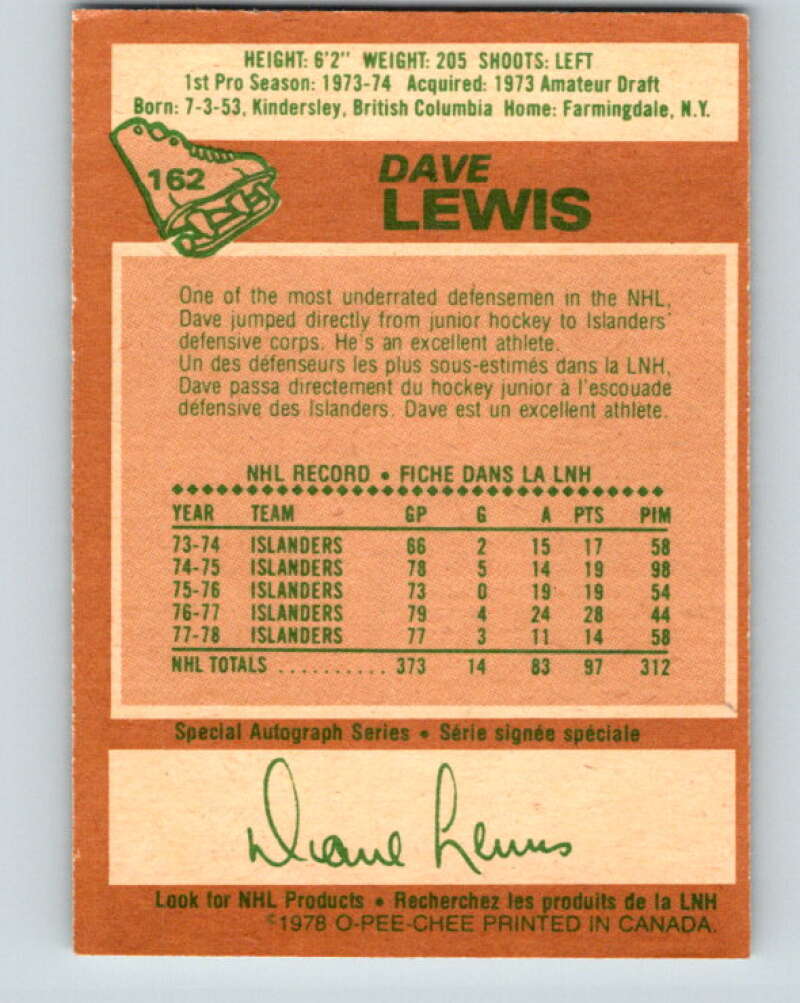 HEIGHT: 6'2" WEIGHT: 205 SHOOTS: LEFT
1st Pro Season: 1973-74 Acquired: 1973 Amateur Draft
Born: 7-3-53, Kindersley, British Columbia Home: Farmingdale, N.Y.
162
DAVE
LEWIS
One of the most underrated defensemen in the NHL,
Dave jumped directly from junior hockey to Islanders'
defensive corps. He's an excellent athlete.
Un des défenseurs les plus sous-estimés dans la LNH,
Dave passa directement du hockey junior à l'escouade
défensive des Islanders. Dave est un excellent athlète.
NHL RECORD • FICHE DANS LA LNH
YEAR TEAM GP G A PTS PIM
73-74 ISLANDERS 66 2 15 17 58
74-75 ISLANDERS 78 5 14 19 98
75-76 ISLANDERS 73 0 19 19 54
76-77 ISLANDERS 79 4 24 28 44
77-78 ISLANDERS 77 3 11 14 58
NHL TOTALS .......... 373 14 83 97 312
Special Autograph Series • Série signée spéciale
Diane Lewis
Look for NHL Products • Recherchez les produits de la LNH
©1978 O-PEE-CHEE PRINTED IN CANADA.